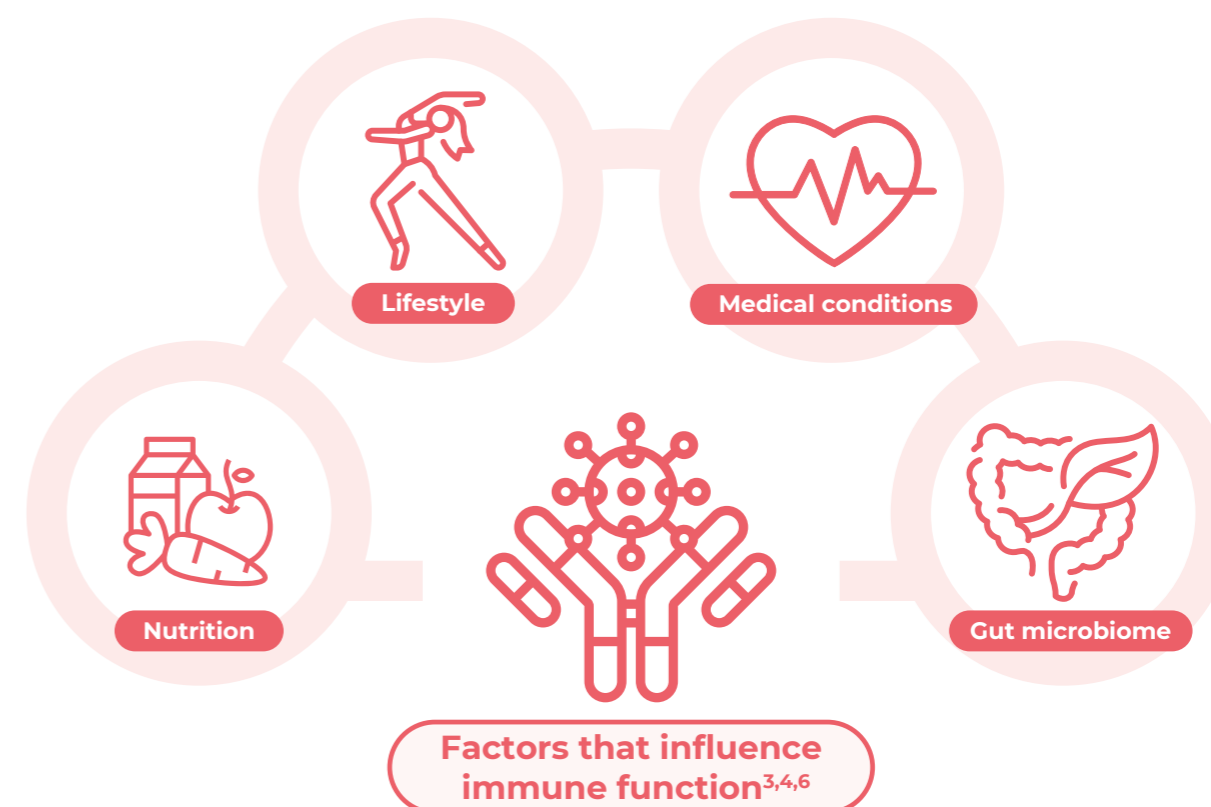 Lifestyle
Medical conditions
Nutrition
Gut microbiome
Factors that influence
immune function3,4,6